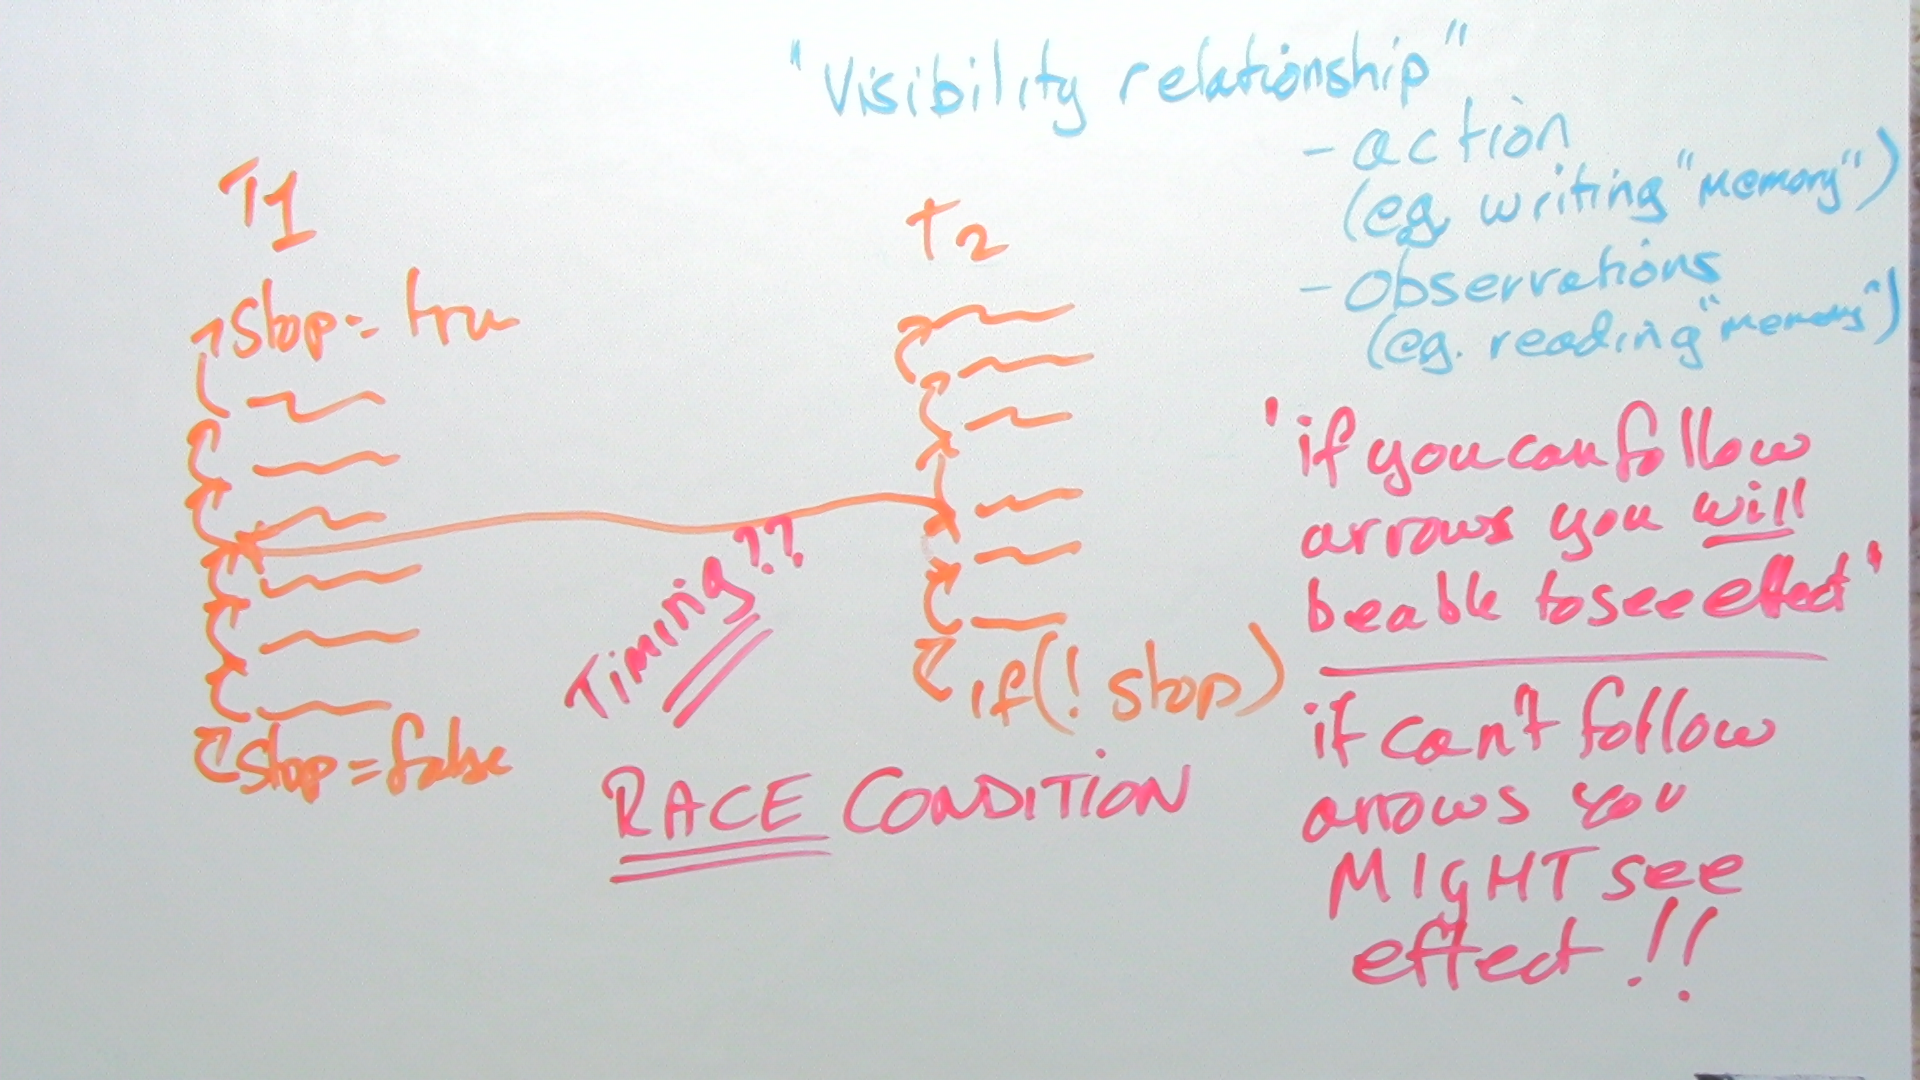 "Visibility relationship"
- action
(eg writing "memory")
- observations
(eg. reading "memory")
T1
stop = tru
T2
if(! stop)
stop = false
Timing??
RACE CONDITION
'if you can follow
arrows you will
be able to see effect'
if can't follow
arrows you
MIGHT see
effect!!